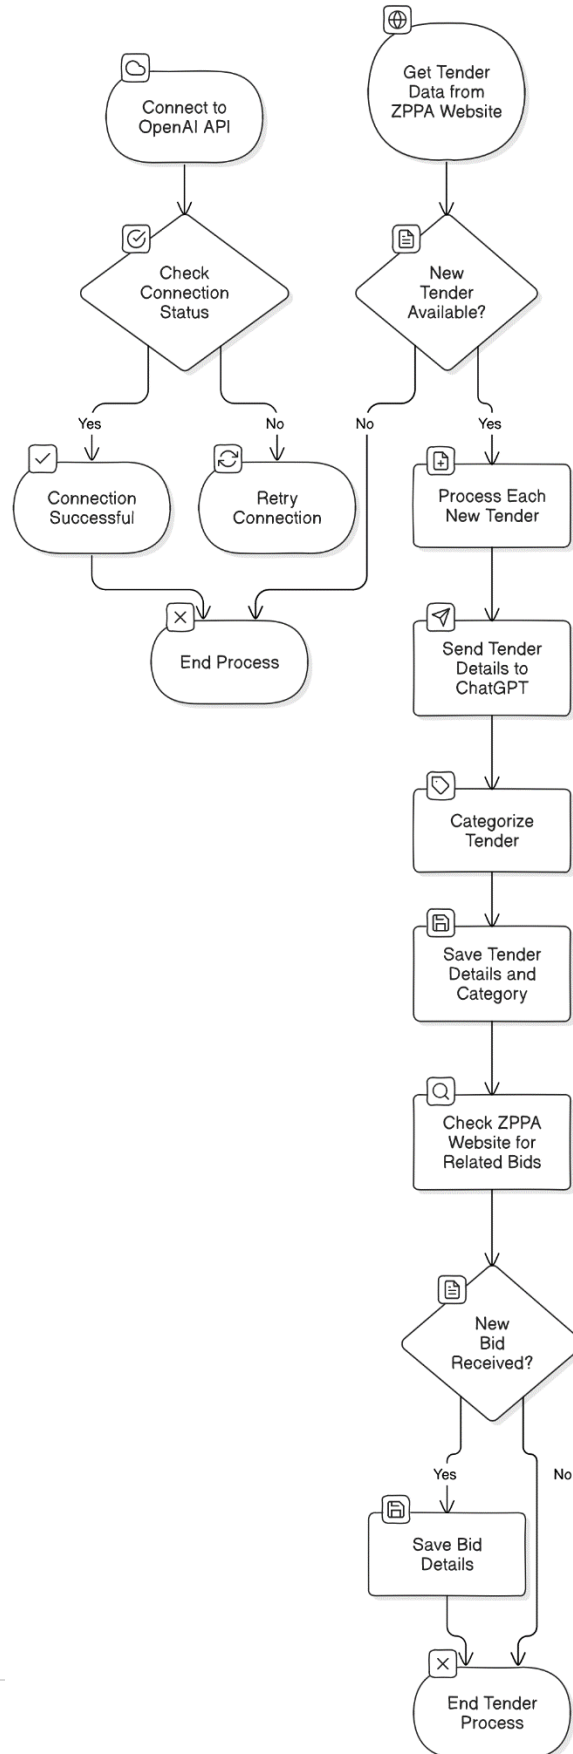 Connect to
OpenAI API
Get Tender
Data from
ZPPA Website
Check
Connection
Status
New
Tender
Available?
Yes
No
No
Yes
Connection
Successful
Retry
Connection
Process Each
New Tender
End Process
Send Tender
Details to
ChatGPT
Categorize
Tender
Save Tender
Details and
Category
Check ZPPA
Website for
Related Bids
New
Bid
Received?
Yes
No
Save Bid
Details
End Tender
Process